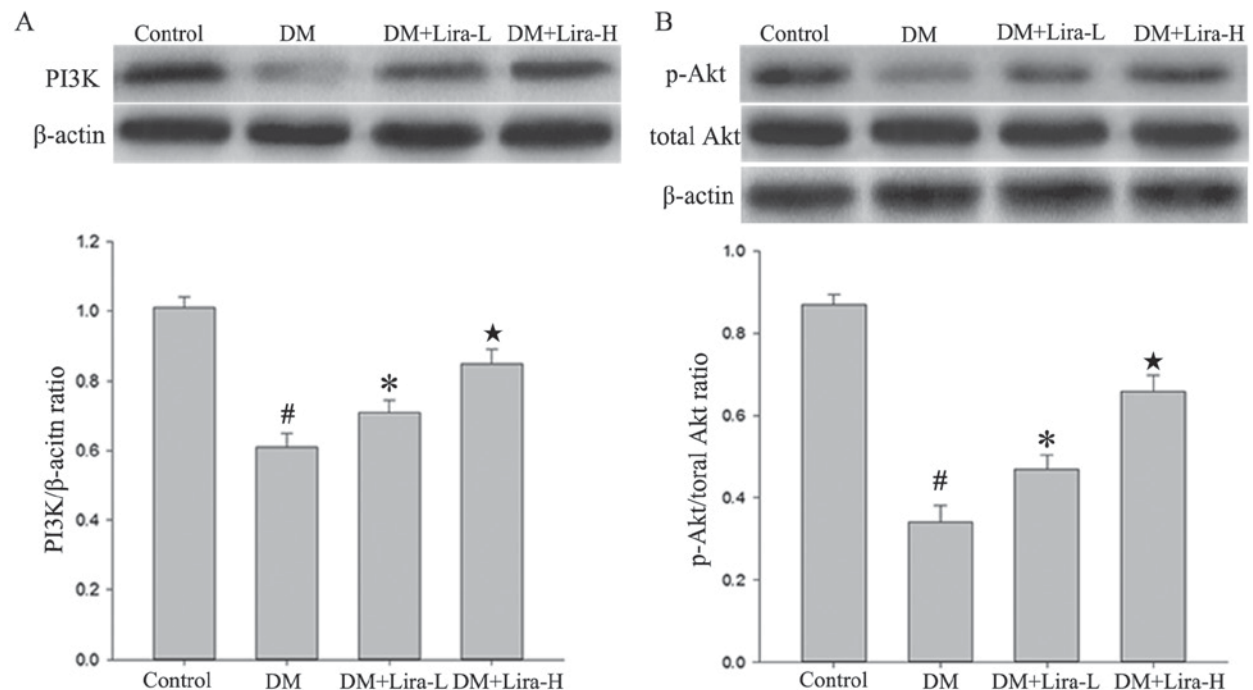 A
Control DM DM+Lira-L DM+Lira-H
PI3K
β-actin
1.2
1.0
0.8
0.6
0.4
0.2
0.0
PI3K/β-acitn ratio
#
*
★
Control DM DM+Lira-L DM+Lira-H
B
Control DM DM+Lira-L DM+Lira-H
p-Akt
total Akt
β-actin
1.0
0.8
0.6
0.4
0.2
0.0
p-Akt/toral Akt ratio
#
*
★
Control DM DM+Lira-L DM+Lira-H